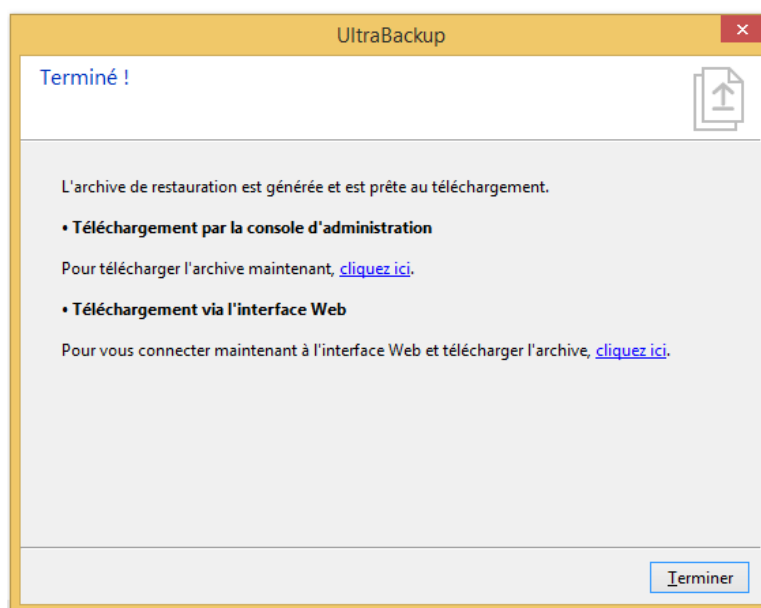 UltraBackup
Terminé !
L'archive de restauration est générée et est prête au téléchargement.
• Téléchargement par la console d'administration
Pour télécharger l'archive maintenant, cliquez ici.
• Téléchargement via l'interface Web
Pour vous connecter maintenant à l'interface Web et télécharger l'archive, cliquez ici.
Terminer